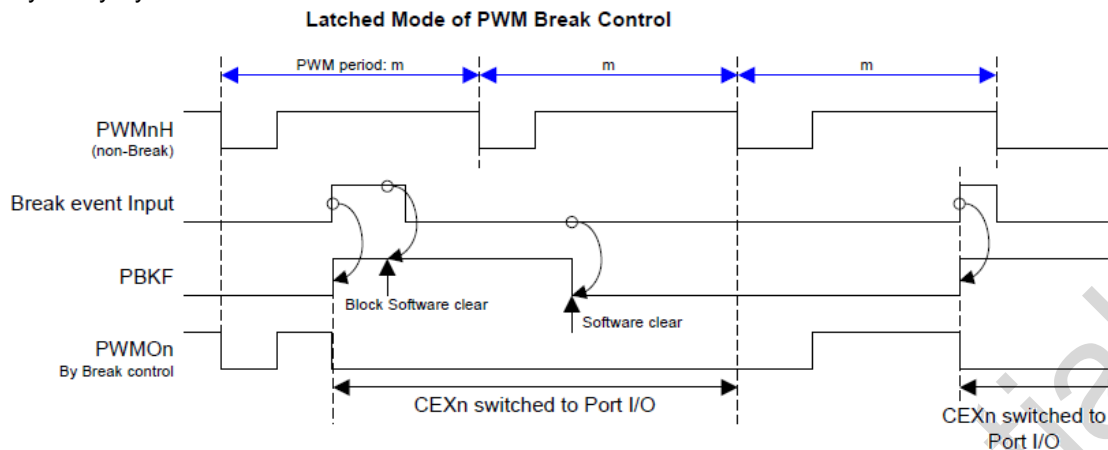 Latched Mode of PWM Break Control
PWM period: m
m
m
PWMnH
(non-Break)
Break event Input
PBKF
Block Software clear
Software clear
PWMOn
By Break control
CEXn switched to Port I/O
CEXn switched to
Port I/O